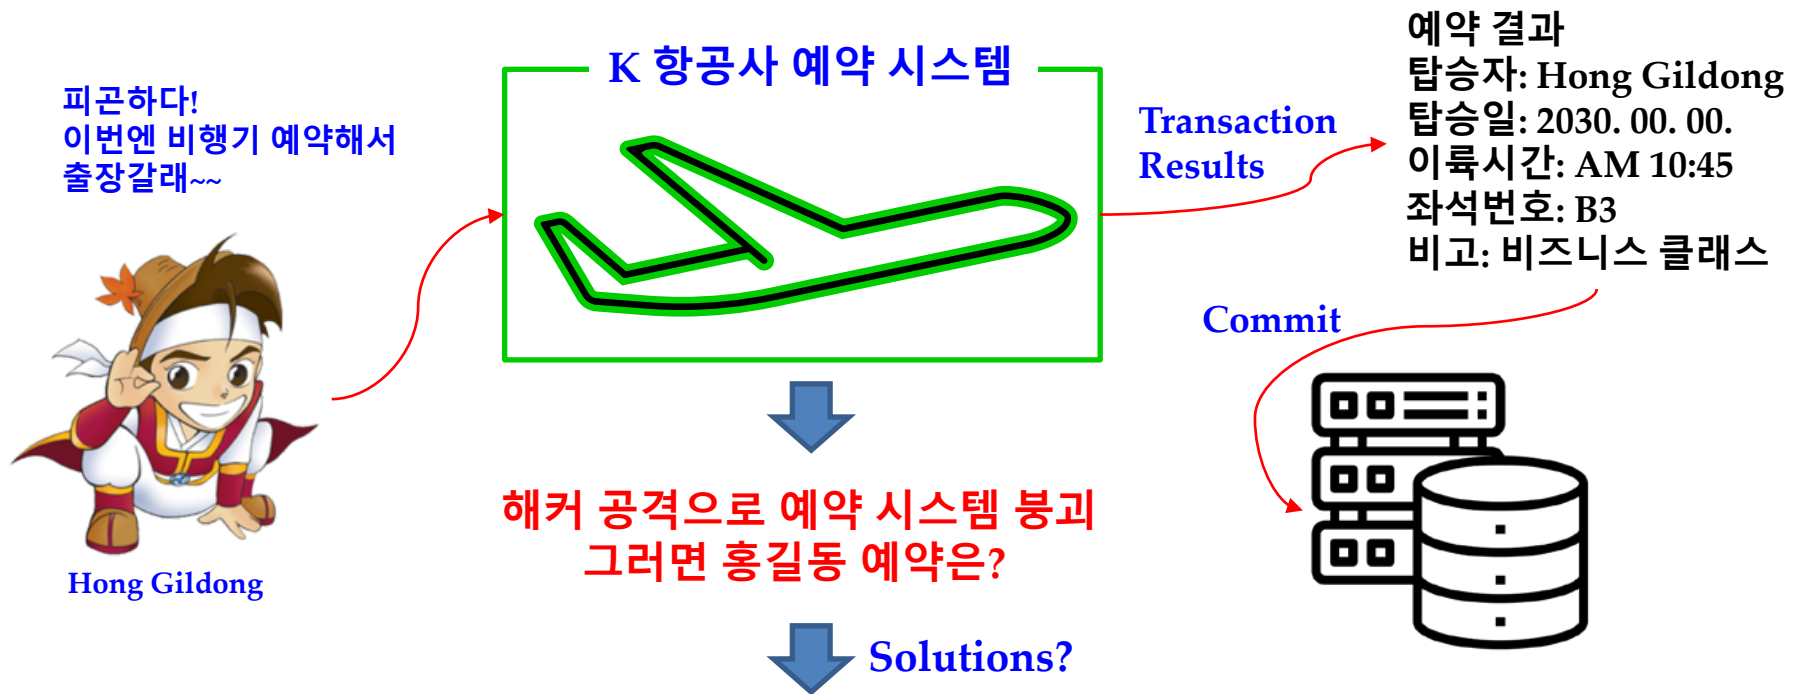 피곤하다!
이번엔 비행기 예약해서
출장갈래~~
Hong Gildong
K 항공사 예약 시스템
Transaction
Results
예약 결과
탑승자: Hong Gildong
탑승일: 2030. 00. 00.
이륙시간: AM 10:45
좌석번호: B3
비고: 비즈니스 클래스
Commit
해커 공격으로 예약 시스템 붕괴
그러면 홍길동 예약은?
Solutions?